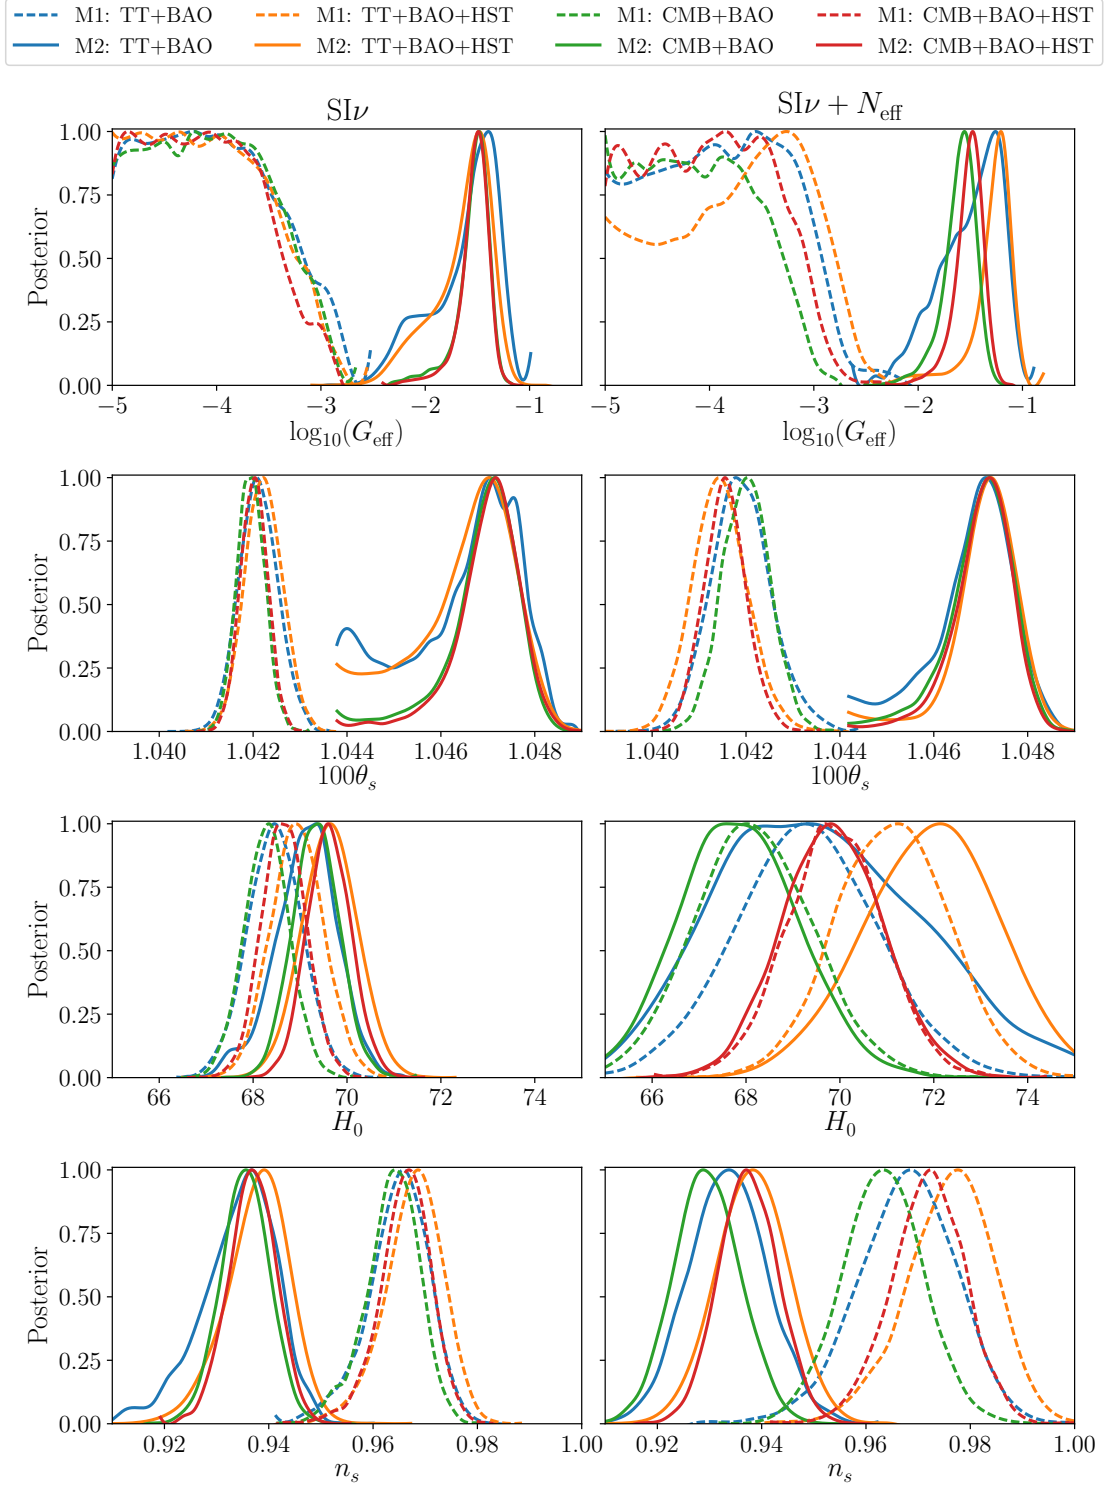 M1: TT+BAO M1: TT+BAO+HST M1: CMB+BAO M1: CMB+BAO+HST
M2: TT+BAO M2: TT+BAO+HST M2: CMB+BAO M2: CMB+BAO+HST
SIν SIν + N_eff
1.00
0.75
0.50
0.25
0.00
Posterior
−5 −4 −3 −2 −1 −5 −4 −3 −2 −1
log₁₀(G_eff) log₁₀(G_eff)
1.00
0.75
0.50
0.25
0.00
Posterior
1.040 1.042 1.044 1.046 1.048 1.040 1.042 1.044 1.046 1.048
100θ_s 100θ_s
1.00
0.75
0.50
0.25
0.00
Posterior
66 68 70 72 74 66 68 70 72 74
H₀ H₀
1.00
0.75
0.50
0.25
0.00
Posterior
0.92 0.94 0.96 0.98 1.00 0.92 0.94 0.96 0.98 1.00
n_s n_s